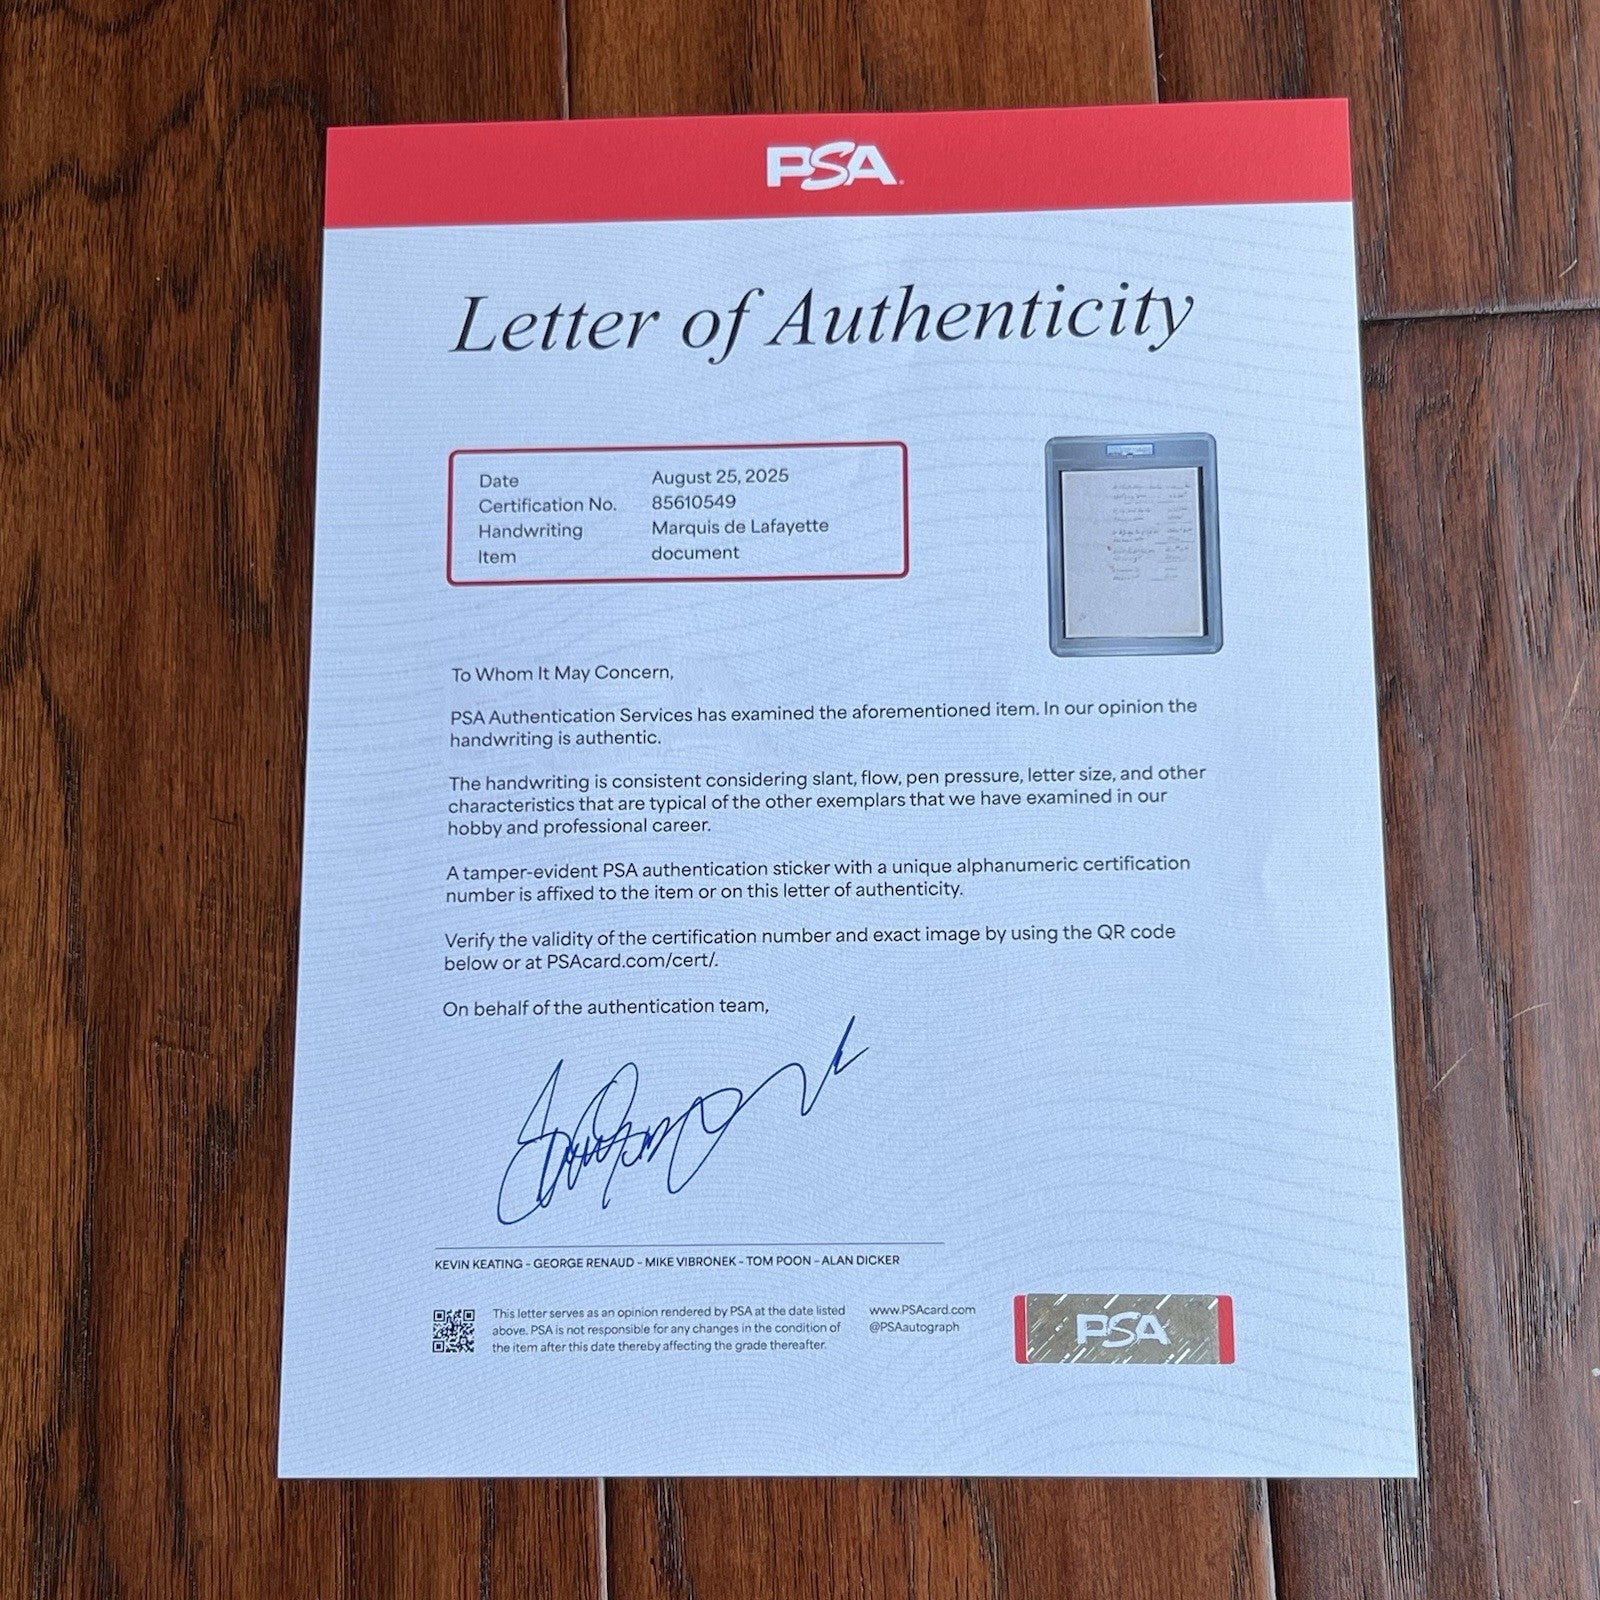 PSA
Letter of Authenticity
Date August 25, 2025
Certification No. 85610549
Handwriting Marquis de Lafayette
Item document
To Whom It May Concern,
PSA Authentication Services has examined the aforementioned item. In our opinion the
handwriting is authentic.
The handwriting is consistent considering slant, flow, pen pressure, letter size, and other
characteristics that are typical of the other exemplars that we have examined in our
hobby and professional career.
A tamper-evident PSA authentication sticker with a unique alphanumeric certification
number is affixed to the item or on this letter of authenticity.
Verify the validity of the certification number and exact image by using the QR code
below or at PSAcard.com/cert/.
On behalf of the authentication team,
KEVIN KEATING - GEORGE RENAUD - MIKE VIBRONEK - TOM POON - ALAN DICKER
This letter serves as an opinion rendered by PSA at the date listed
above. PSA is not responsible for any changes in the condition of
the item after this date thereby affecting the grade thereafter.
www.PSAcard.com
@PSAautograph
PSA